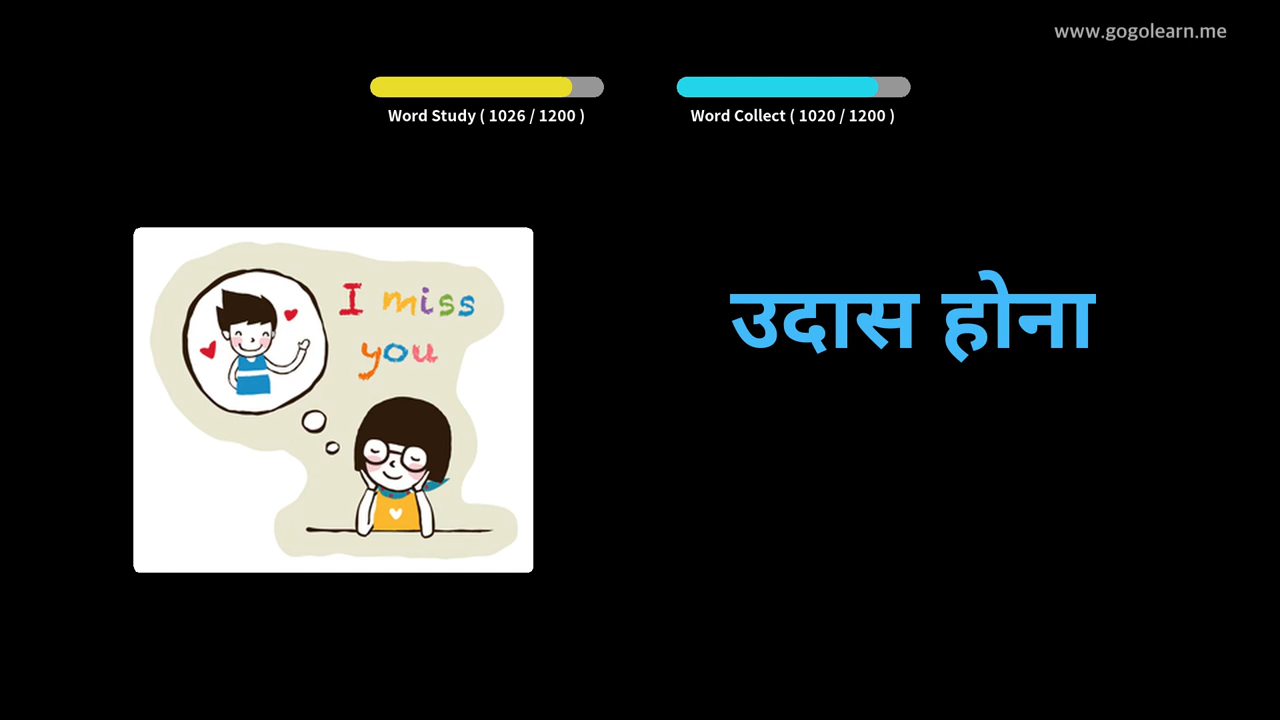 www.gogolearn.me
Word Study ( 1026 / 1200 )
Word Collect ( 1020 / 1200 )
I miss
you
उदास होना